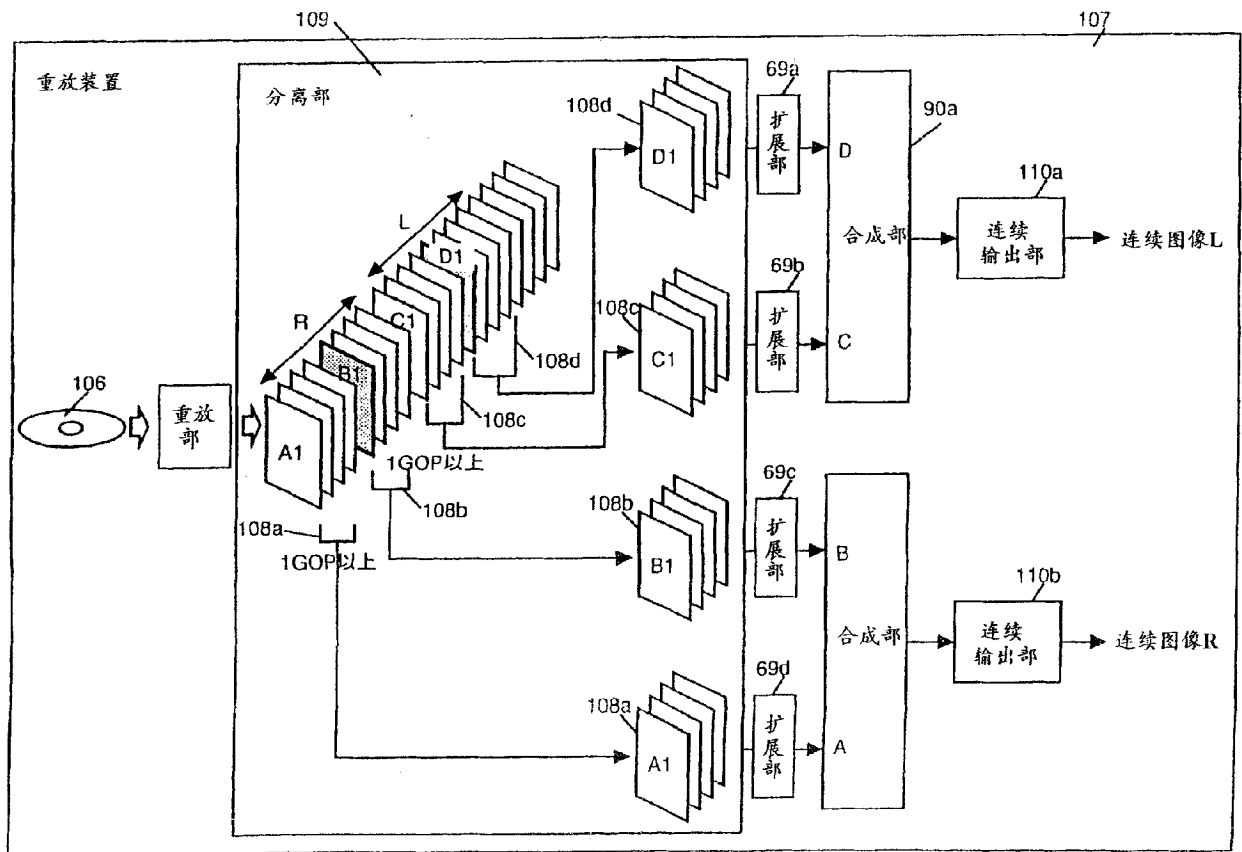 109
107
重放装置
分离部
108d
D1
69a
扩展部
D
90a
合成部
110a
连续输出部
连续图像L
L
D1
R
C1
B1
A1
106
重放部
108d
108c
108c
C1
69b
扩展部
C
1GOP以上
108b
108a
1GOP以上
108b
B1
69c
扩展部
B
合成部
110b
连续输出部
连续图像R
108a
A1
69d
扩展部
A